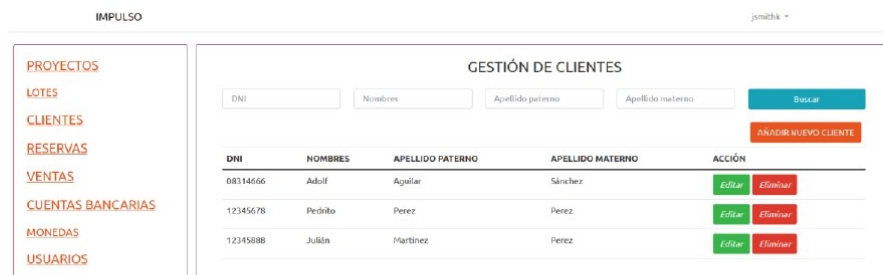 IMPULSO jsmithk
PROYECTOS
LOTES
CLIENTES
RESERVAS
VENTAS
CUENTAS BANCARIAS
MONEDAS
USUARIOS
GESTIÓN DE CLIENTES
DNI Nombres Apellido paterno Apellido materno Buscar
AÑADIR NUEVO CLIENTE
DNI NOMBRES APELLIDO PATERNO APELLIDO MATERNO ACCIÓN
08314666 Adolf Aguilar Sánchez Editar Eliminar
12345678 Pedrito Perez Perez Editar Eliminar
12345888 Julián Martinez Perez Editar Eliminar